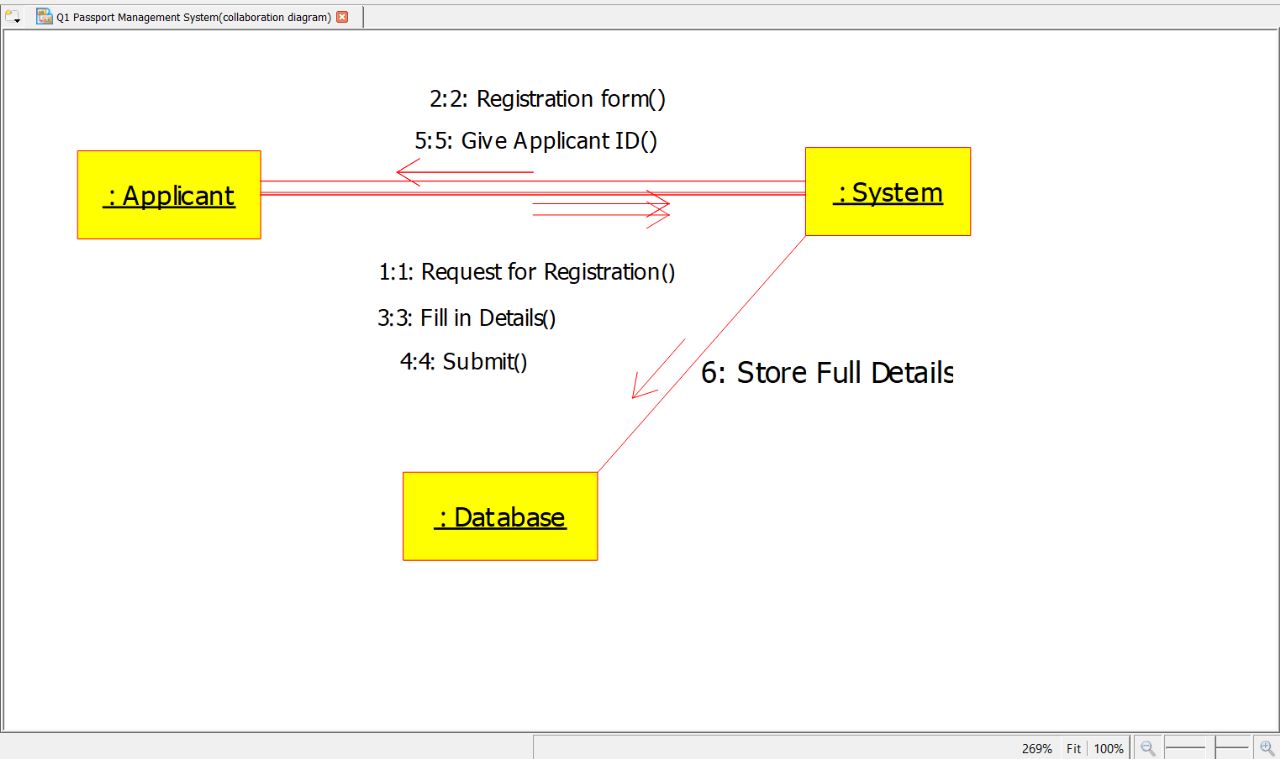 Q1 Passport Management System(collaboration diagram)
2:2: Registration form()
5:5: Give Applicant ID()
: Applicant
: System
1:1: Request for Registration()
3:3: Fill in Details()
4:4: Submit()
6: Store Full Details
: Database
269% Fit 100%